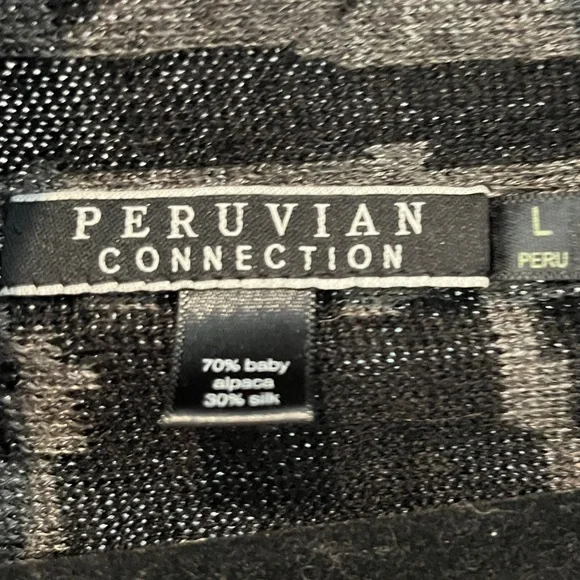 PERUVIAN
CONNECTION
L
PERU
70% baby
alpaca
30% silk